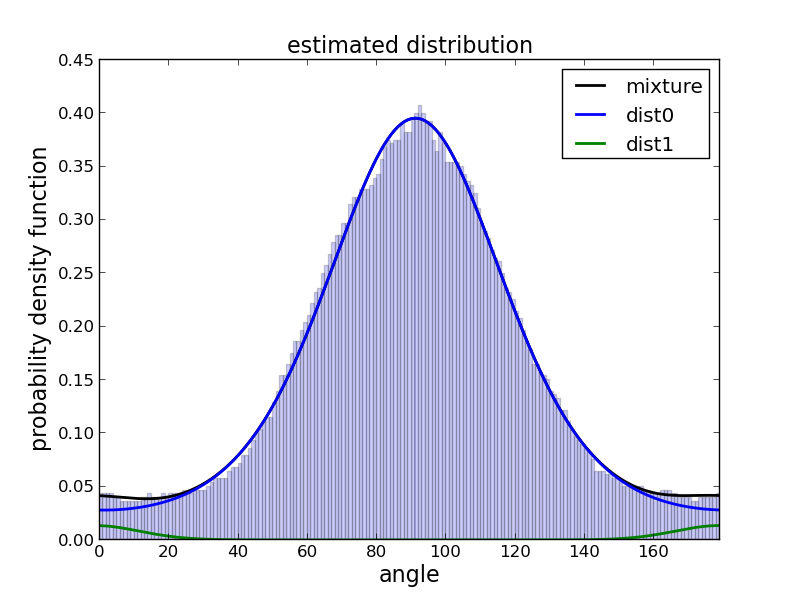 estimated distribution
probability density function
0.45
0.40
0.35
0.30
0.25
0.20
0.15
0.10
0.05
0.00
mixture
dist0
dist1
0 20 40 60 80 100 120 140 160
angle